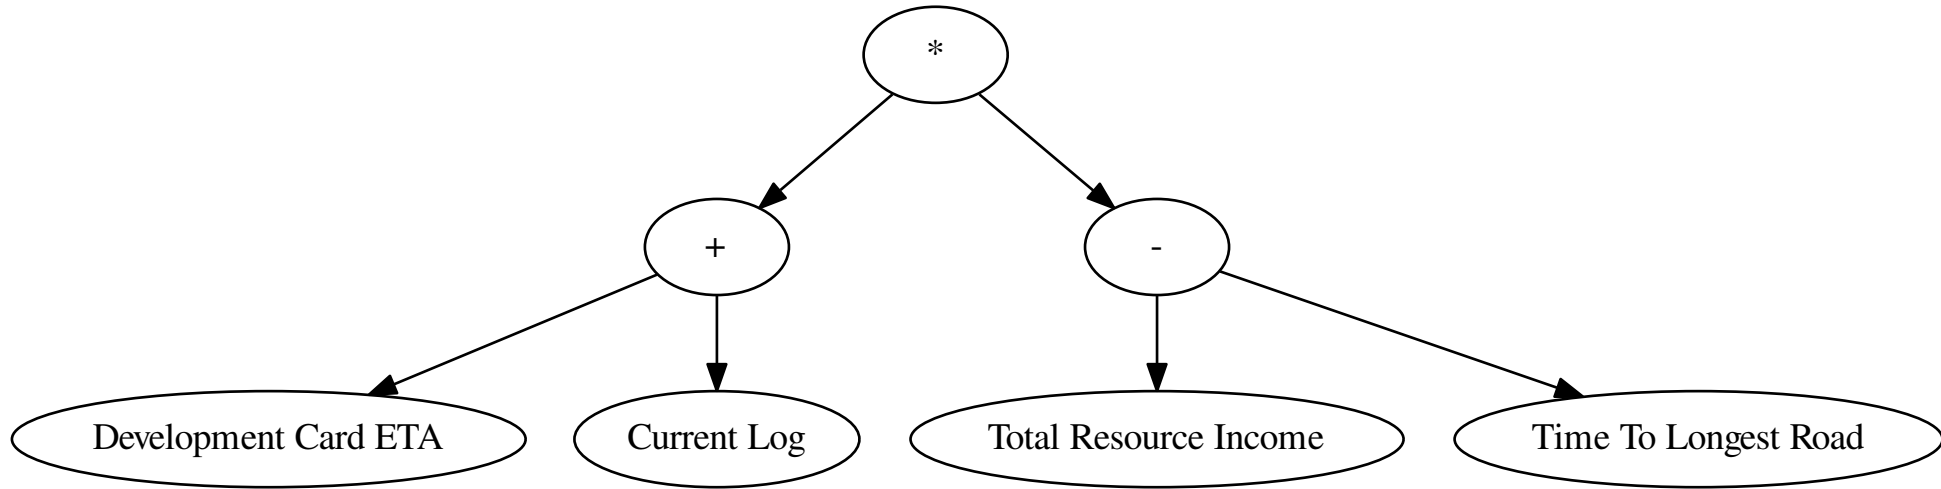 *
+
-
Development Card ETA
Current Log
Total Resource Income
Time To Longest Road